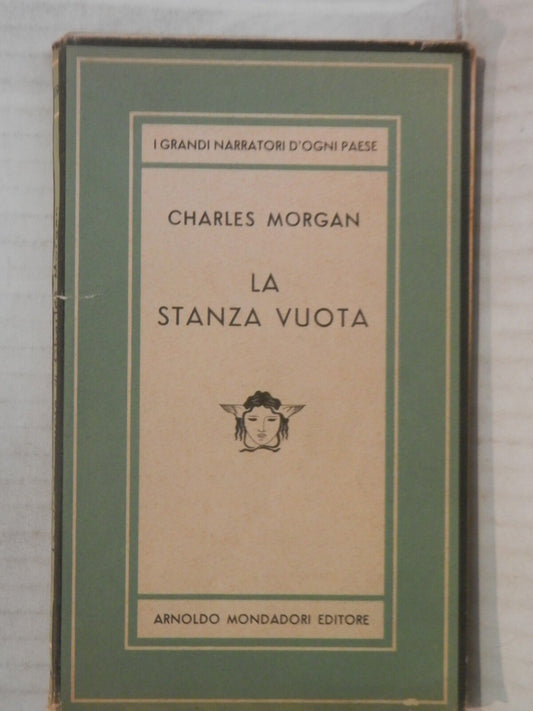 I GRANDI NARRATORI D'OGNI PAESE
CHARLES MORGAN
LA
STANZA VUOTA
ARNOLDO MONDADORI EDITORE